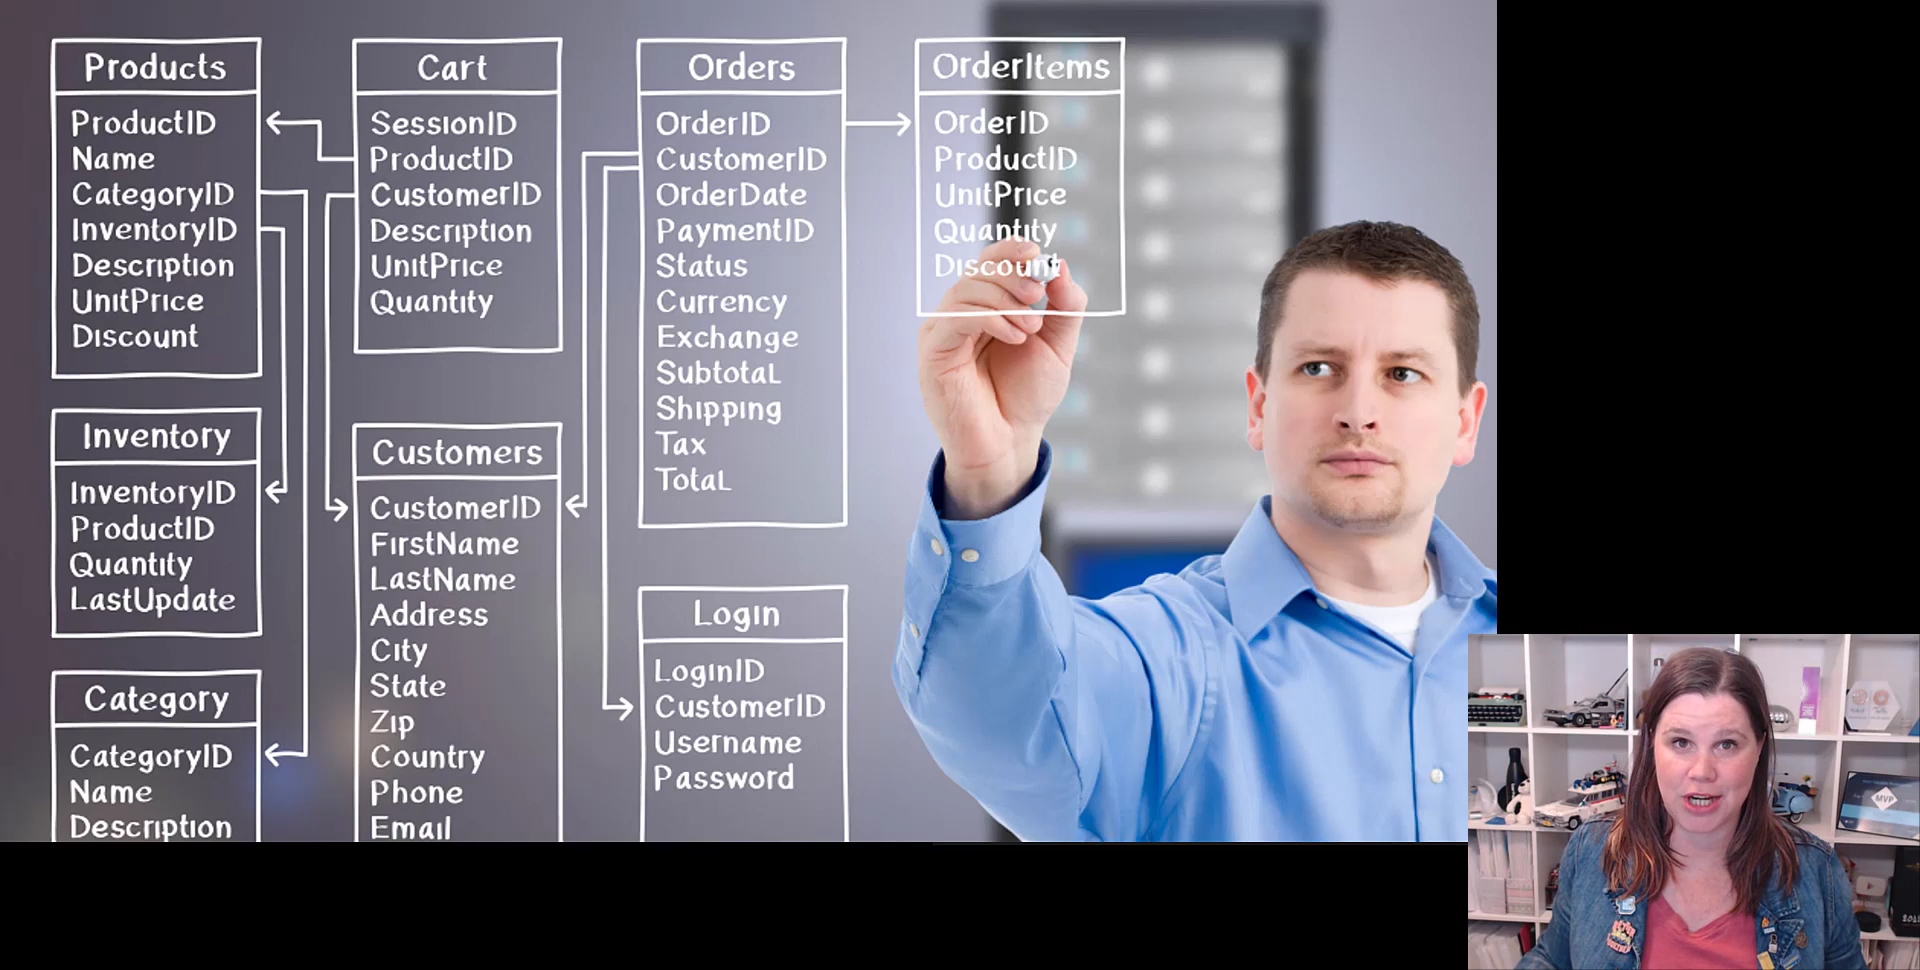 Products
ProductID
Name
CategoryID
InventoryID
Description
UnitPrice
Discount
Cart
SessionID
ProductID
CustomerID
Description
UnitPrice
Quantity
Orders
OrderID
CustomerID
OrderDate
PaymentID
Status
Currency
Exchange
Subtotal
Shipping
Tax
Total
OrderItems
OrderID
ProductID
UnitPrice
Quantity
Discount
Inventory
InventoryID
ProductID
Quantity
LastUpdate
Customers
CustomerID
FirstName
LastName
Address
City
State
Zip
Country
Phone
Email
Login
LoginID
CustomerID
Username
Password
Category
CategoryID
Name
Description
MVP